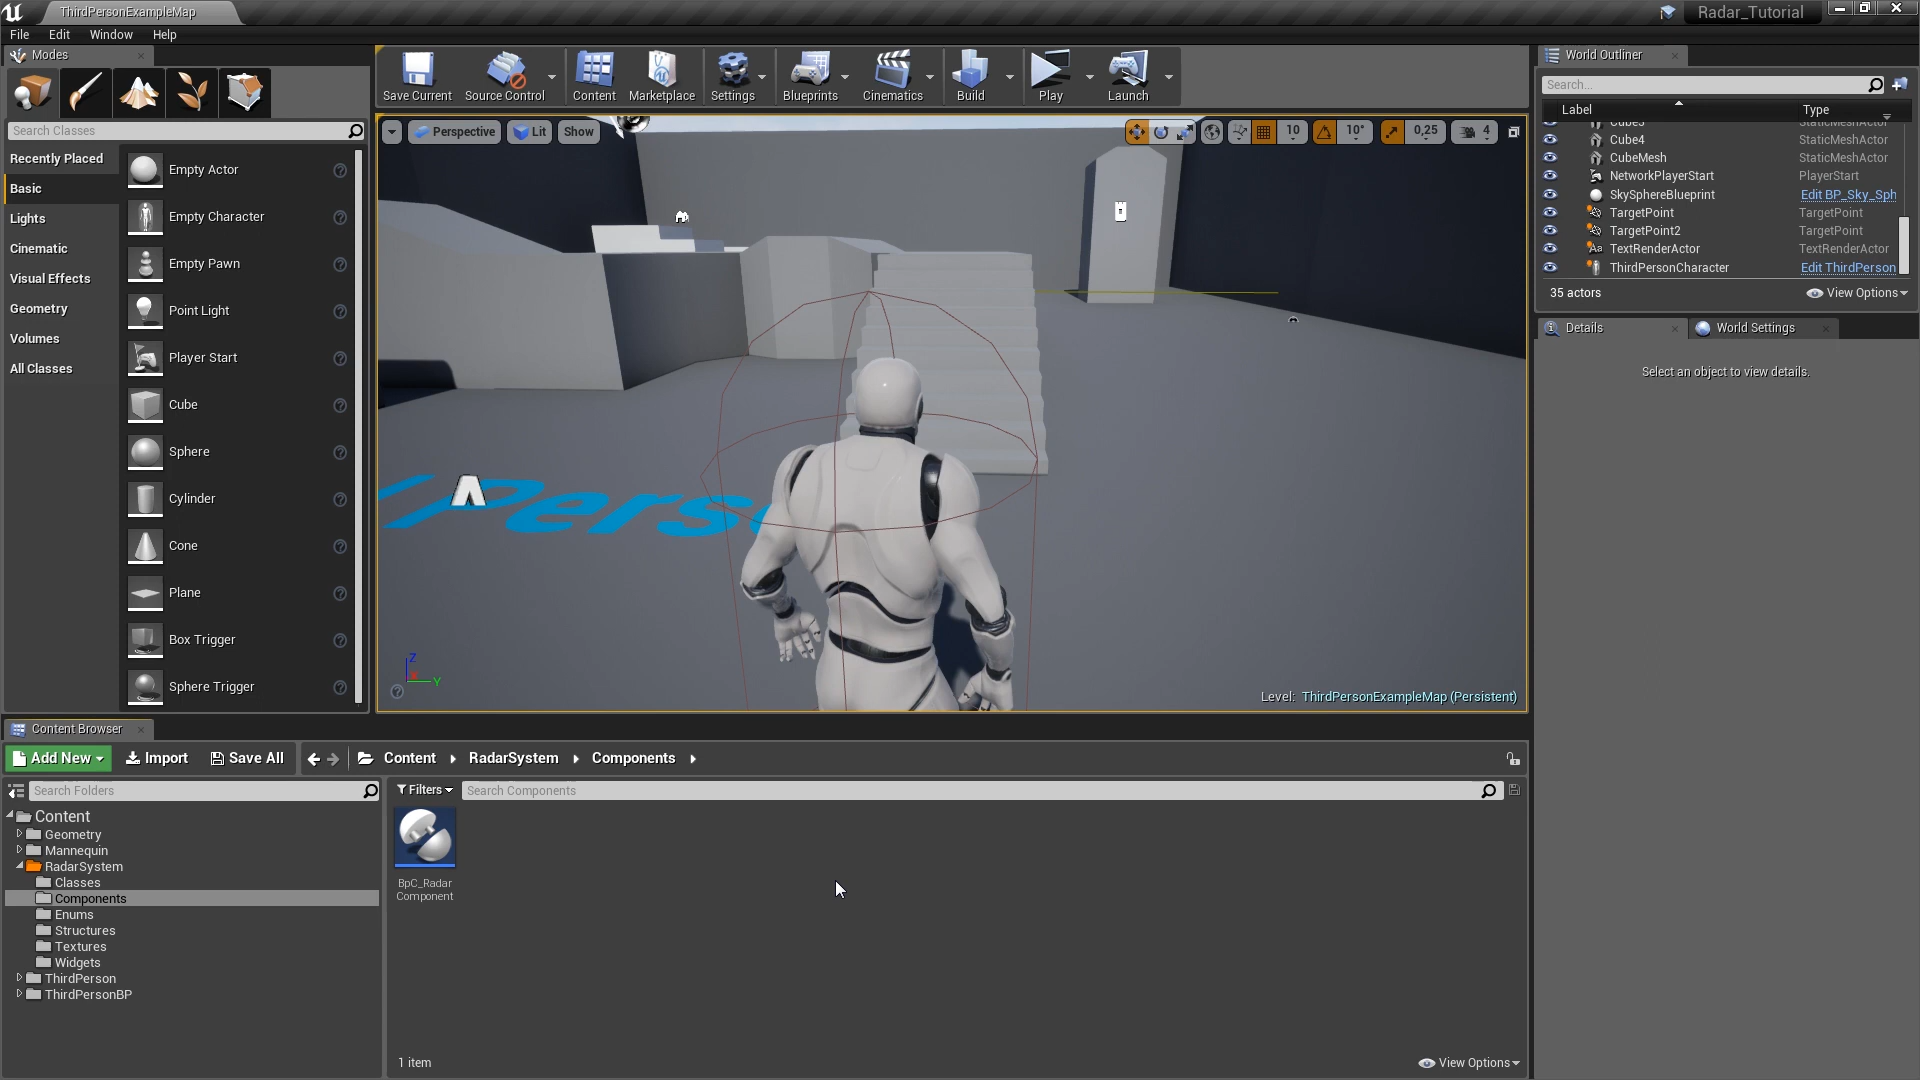 ThirdPersonExampleMap
Radar_Tutorial
File Edit Window Help
Modes
Search Classes
Recently Placed
Basic
Lights
Cinematic
Visual Effects
Geometry
Volumes
All Classes
Empty Actor
Empty Character
Empty Pawn
Point Light
Player Start
Cube
Sphere
Cylinder
Cone
Plane
Box Trigger
Sphere Trigger
Save Current Source Control Content Marketplace Settings Blueprints Cinematics Build Play Launch
Perspective Lit Show
10 10° 0,25 4
Perso
Z
X
Y
Level: ThirdPersonExampleMap (Persistent)
World Outliner
Search...
Label Type
Cube3 StaticMeshActor
Cube4 StaticMeshActor
CubeMesh StaticMeshActor
NetworkPlayerStart PlayerStart
SkySphereBlueprint Edit BP_Sky_Sph
TargetPoint TargetPoint
TargetPoint2 TargetPoint
TextRenderActor TextRenderActor
ThirdPersonCharacter Edit ThirdPerson
35 actors View Options
Details World Settings
Select an object to view details.
Content Browser
Add New Import Save All Content RadarSystem Components
Search Folders
Filters Search Components
Content
Geometry
Mannequin
RadarSystem
Classes
Components
Enums
Structures
Textures
Widgets
ThirdPerson
ThirdPersonBP
BpC_Radar
Component
1 item View Options